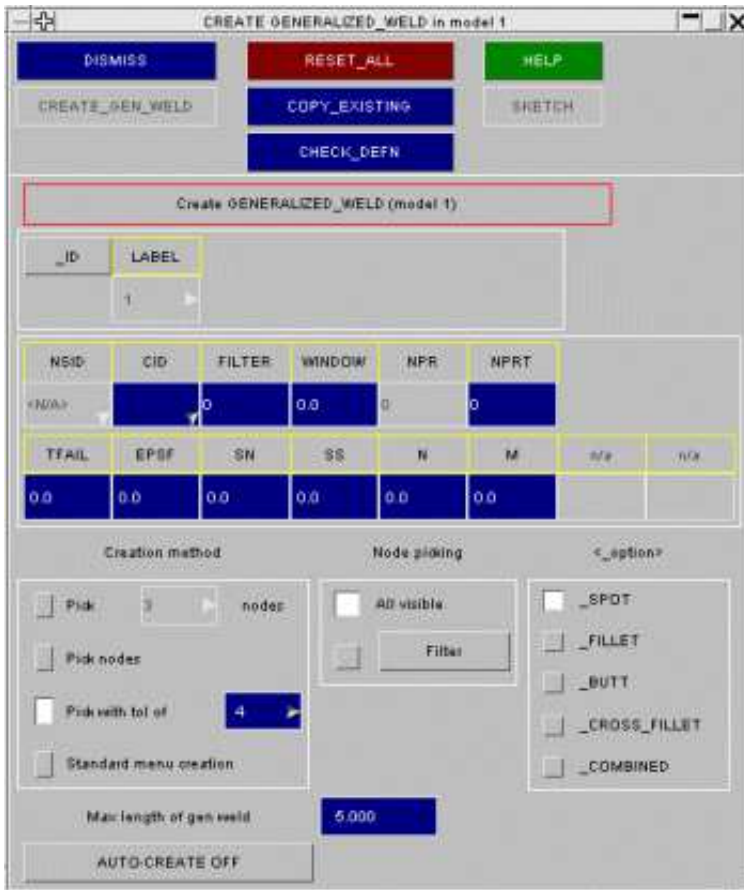 CREATE GENERALIZED_WELD in model 1
DISMISS RESET_ALL HELP
CREATE_GEN_WELD COPY_EXISTING SKETCH
CHECK_DEFN
Create GENERALIZED_WELD (model 1)
_ID LABEL
1
NSID CID FILTER WINDOW NPR NPRT
<N/A> 0 0.0 0 0
TFAIL EPSF SN SS N M n/a n/a
0.0 0.0 0.0 0.0 0.0 0.0
Creation method Node picking <_option>
Pick 3 nodes All visible _SPOT
Pick nodes Filter _FILLET
_BUTT
Pick with tol of 4 _CROSS_FILLET
Standard menu creation _COMBINED
Max length of gen weld 5.000
AUTO-CREATE OFF